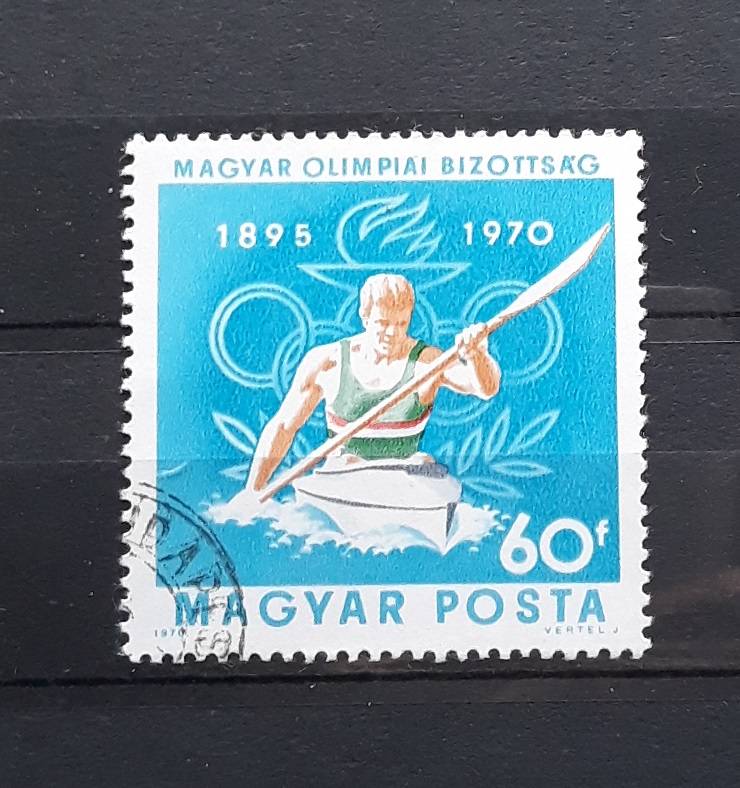 MAGYAR OLIMPIAI BIZOTTSÁG
1895 1970
60f
MAGYAR POSTA
1970 VERTEL J